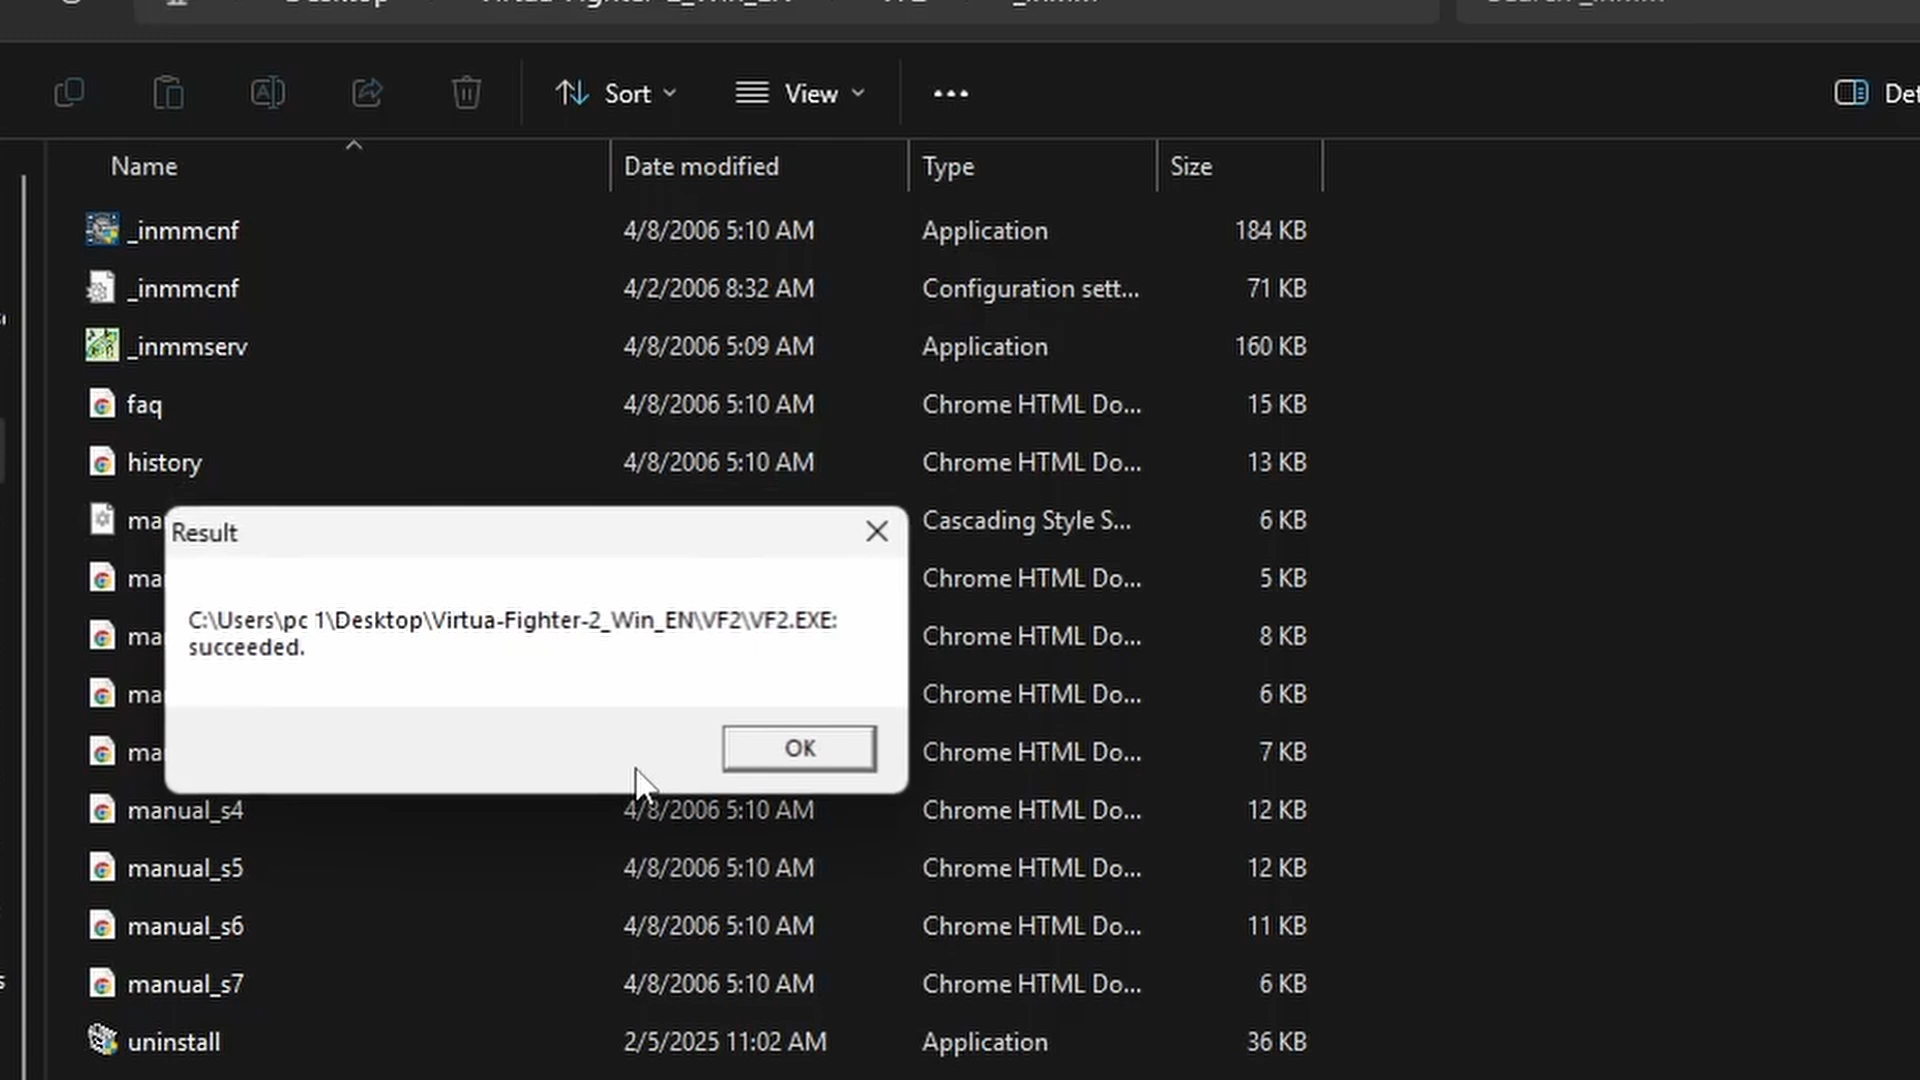 Sort
View
Name
Date modified
Type
Size
_inmmcnf 4/8/2006 5:10 AM Application 184 KB
_inmmcnf 4/2/2006 8:32 AM Configuration sett... 71 KB
_inmmserv 4/8/2006 5:09 AM Application 160 KB
faq 4/8/2006 5:10 AM Chrome HTML Do... 15 KB
history 4/8/2006 5:10 AM Chrome HTML Do... 13 KB
ma Cascading Style S... 6 KB
ma Chrome HTML Do... 5 KB
ma Chrome HTML Do... 8 KB
ma Chrome HTML Do... 6 KB
ma Chrome HTML Do... 7 KB
Result
C:\Users\pc 1\Desktop\Virtua-Fighter-2_Win_EN\VF2\VF2.EXE:
succeeded.
OK
manual_s4 4/8/2006 5:10 AM Chrome HTML Do... 12 KB
manual_s5 4/8/2006 5:10 AM Chrome HTML Do... 12 KB
manual_s6 4/8/2006 5:10 AM Chrome HTML Do... 11 KB
manual_s7 4/8/2006 5:10 AM Chrome HTML Do... 6 KB
uninstall 2/5/2025 11:02 AM Application 36 KB